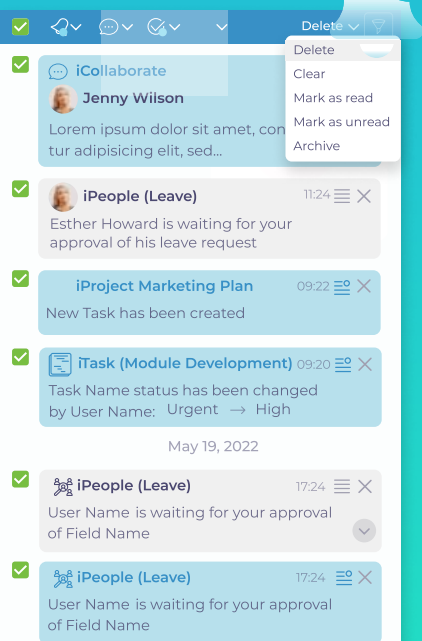 Delete
Delete
Clear
Mark as read
Mark as unread
Archive
iCollaborate
Jenny Wilson
Lorem ipsum dolor sit amet, con
tur adipisicing elit, sed...
iPeople (Leave) 11:24
Esther Howard is waiting for your
approval of his leave request
iProject Marketing Plan 09:22
New Task has been created
iTask (Module Development) 09:20
Task Name status has been changed
by User Name: Urgent → High
May 19, 2022
iPeople (Leave) 17:24
User Name is waiting for your approval
of Field Name
iPeople (Leave) 17:24
User Name is waiting for your approval
of Field Name